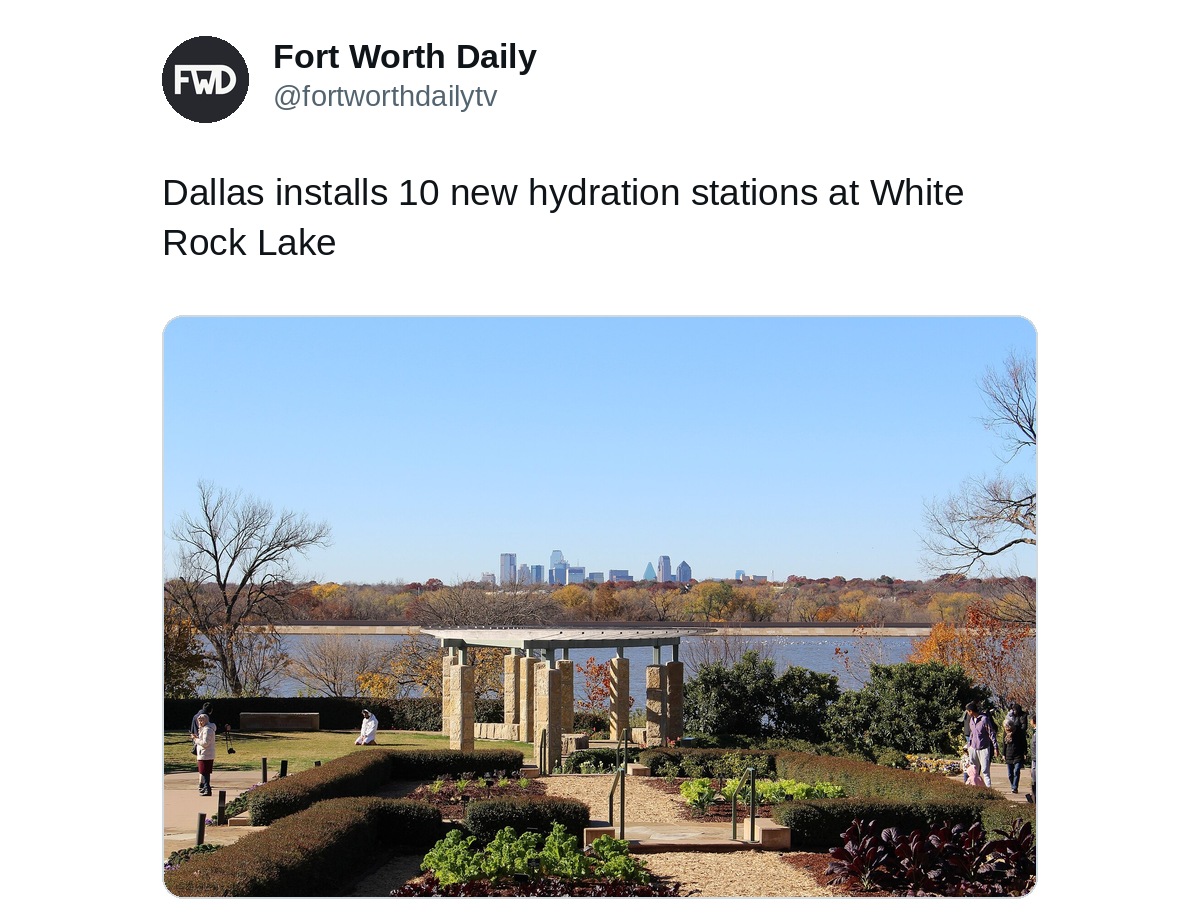 FWD
Fort Worth Daily
@fortworthdailytv
Dallas installs 10 new hydration stations at White
Rock Lake